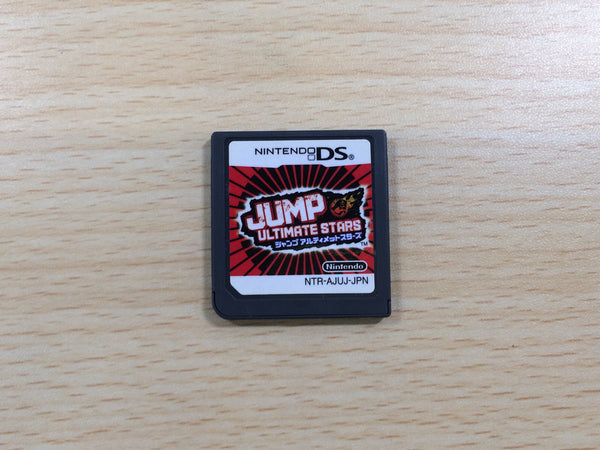 NINTENDO DS®
JUMP
ULTIMATE STARS
ジャンプ アルティメットスターズ
TM
Nintendo
NTR-AJUJ-JPN